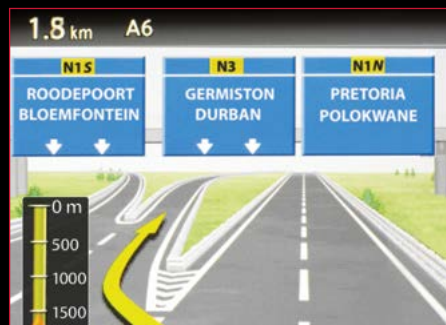 1.8 km A6
N1S
ROODEPOORT
BLOEMFONTEIN
N3
GERMISTON
DURBAN
N1N
PRETORIA
POLOKWANE
0 m
500
1000
1500